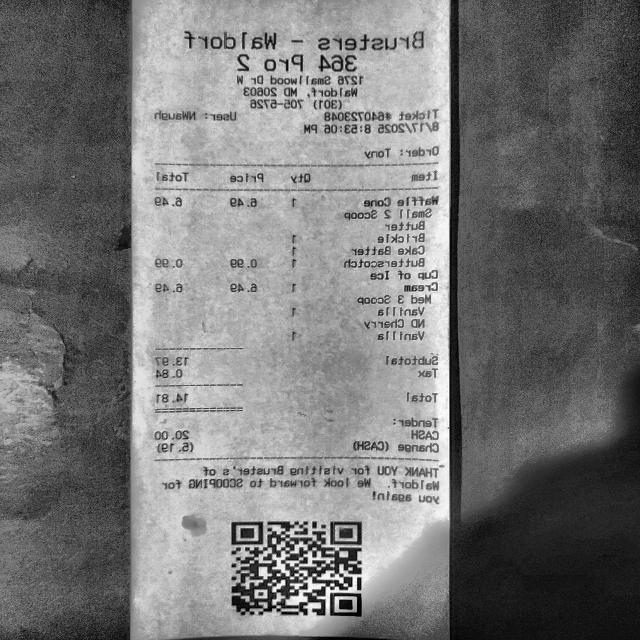 Brusters - Waldorf
364 Pro 2
1276 Smallwood Dr W
Waldorf, MD 20603
(301) 705-5726
Ticket #640723048 User: NWaugh
8/17/2025 8:53:06 PM
Order: Tony
Item Qty Price Total
Waffle Cone 1 6.49 6.49
Small 2 Scoop
Butter
Brickle 1
Cake Batter 1
Butterscotch 1 0.99 0.99
Cup of Ice
Cream 1 6.49 6.49
Med 3 Scoop
Vanilla 1
ND Cherry
Vanilla 1
Subtotal 13.97
Tax 0.84
Total 14.81
Tender:
CASH 20.00
Change (CASH) (5.19)
THANK YOU for visiting Bruster's of
Waldorf. We look forward to SCOOPING for
you again!